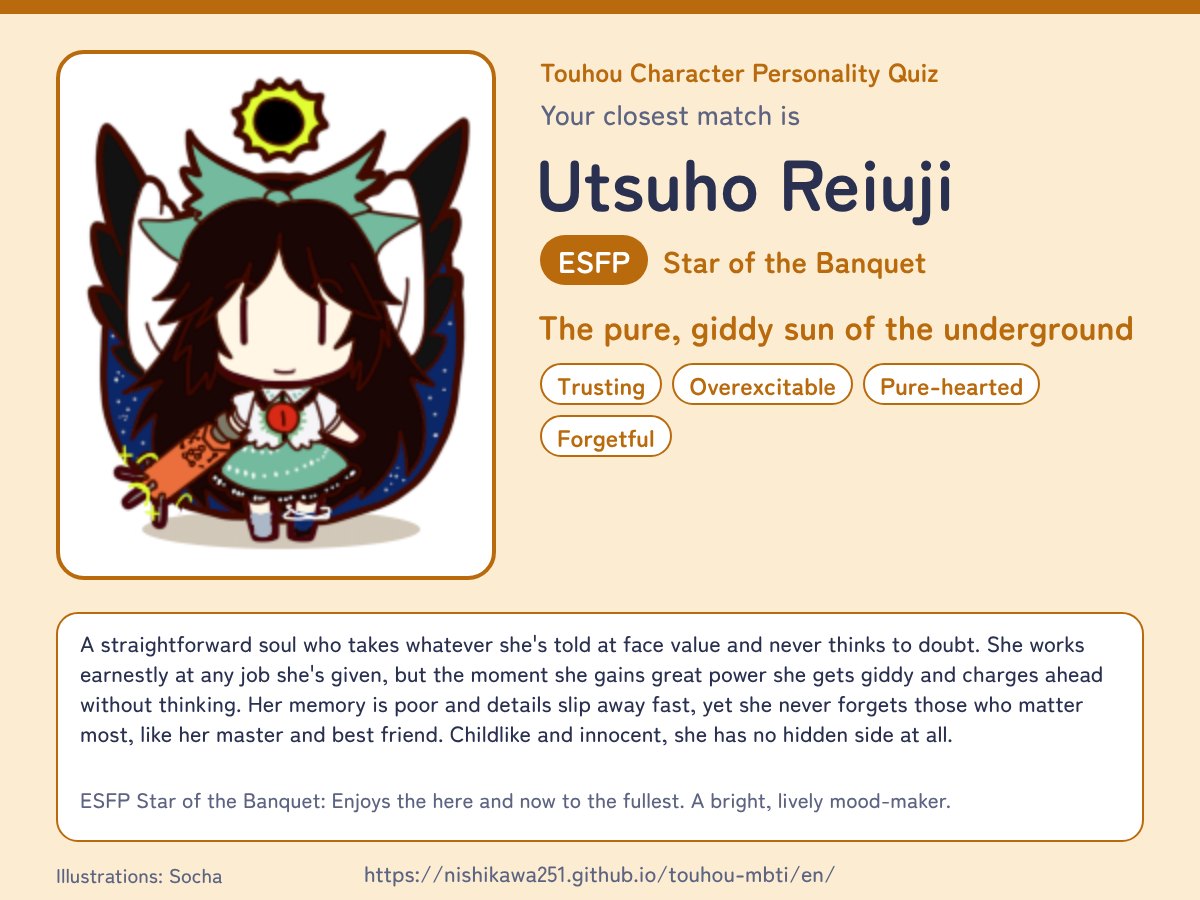 Touhou Character Personality Quiz
Your closest match is
Utsuho Reiuji
ESFP Star of the Banquet
The pure, giddy sun of the underground
Trusting Overexcitable Pure-hearted
Forgetful
A straightforward soul who takes whatever she's told at face value and never thinks to doubt. She works
earnestly at any job she's given, but the moment she gains great power she gets giddy and charges ahead
without thinking. Her memory is poor and details slip away fast, yet she never forgets those who matter
most, like her master and best friend. Childlike and innocent, she has no hidden side at all.
ESFP Star of the Banquet: Enjoys the here and now to the fullest. A bright, lively mood-maker.
Illustrations: Socha https://nishikawa251.github.io/touhou-mbti/en/